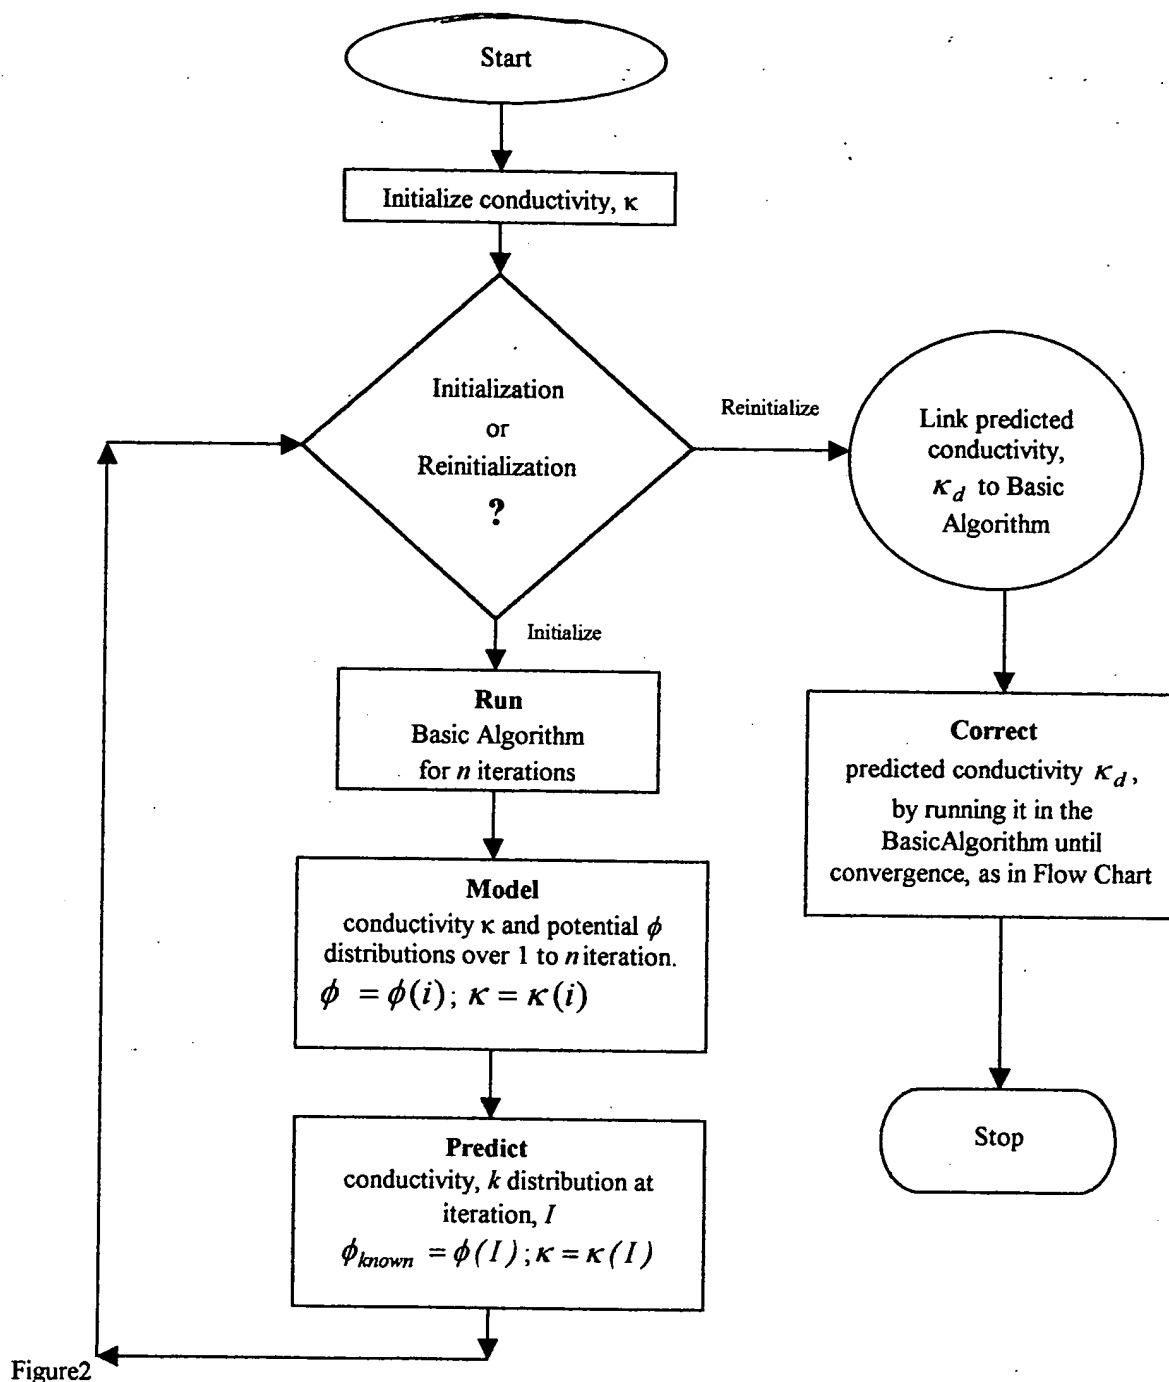 Start
Initialize conductivity, κ
Initialization
or
Reinitialization
?
Reinitialize
Link predicted
conductivity,
κ_d to Basic
Algorithm
Initialize
Run
Basic Algorithm
for n iterations
Correct
predicted conductivity κ_d,
by running it in the
BasicAlgorithm until
convergence, as in Flow Chart
Model
conductivity κ and potential ϕ
distributions over 1 to n iteration.
ϕ = ϕ(i); κ = κ(i)
Predict
conductivity, k distribution at
iteration, I
ϕ_known = ϕ(I); κ = κ(I)
Stop
Figure2